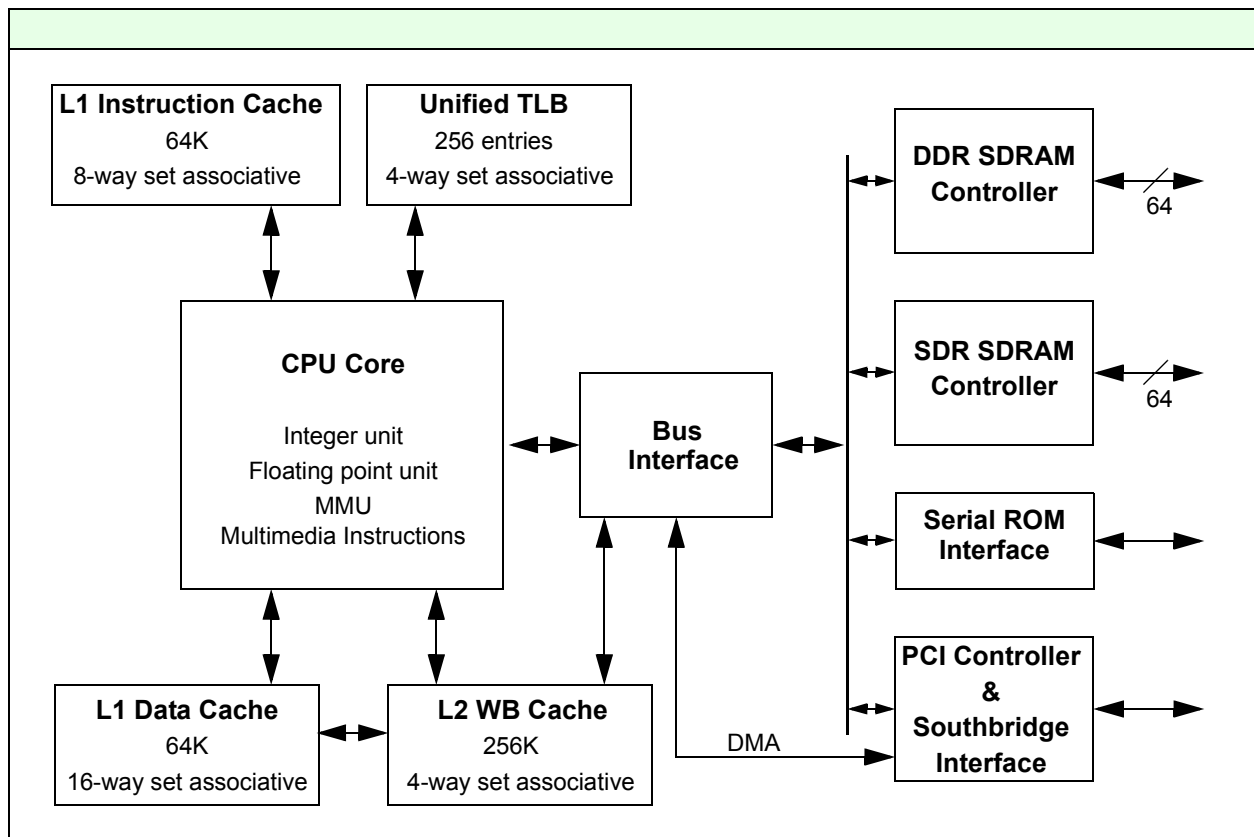 L1 Instruction Cache
64K
8-way set associative
Unified TLB
256 entries
4-way set associative
CPU Core
Integer unit
Floating point unit
MMU
Multimedia Instructions
Bus
Interface
L1 Data Cache
64K
16-way set associative
L2 WB Cache
256K
4-way set associative
DMA
DDR SDRAM
Controller
64
SDR SDRAM
Controller
64
Serial ROM
Interface
PCI Controller
&
Southbridge
Interface